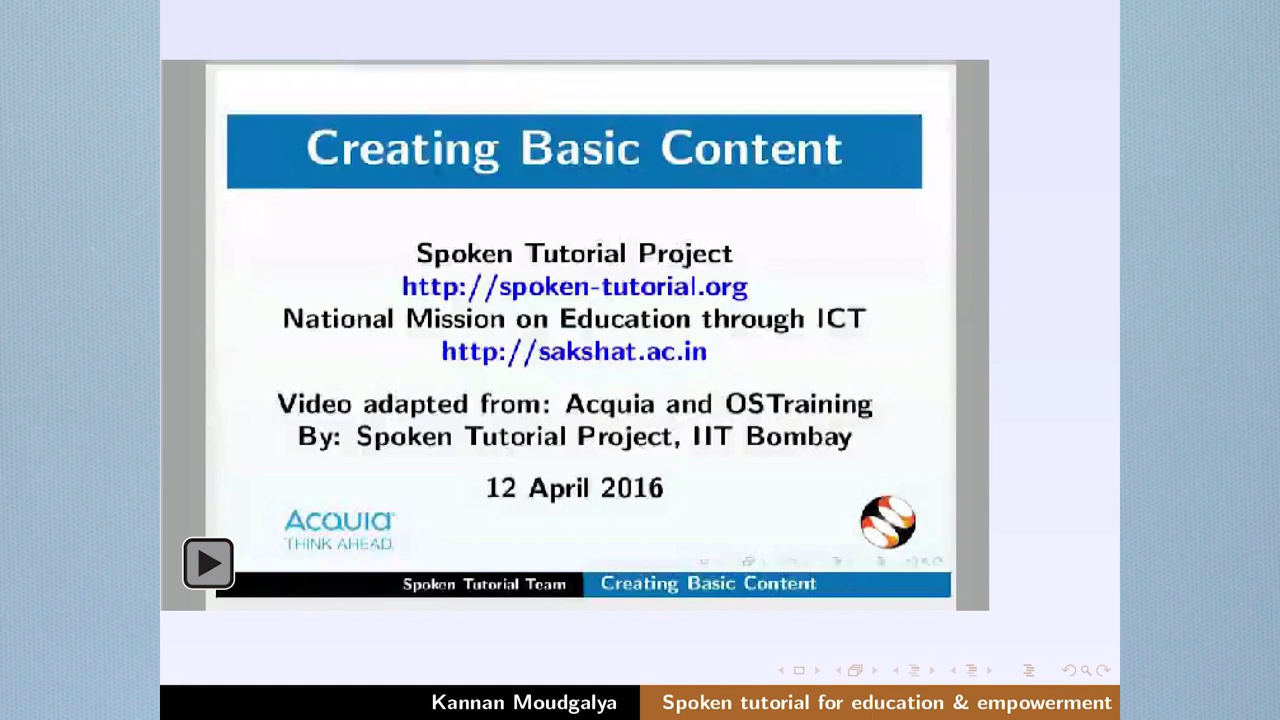 Creating Basic Content
Spoken Tutorial Project
http://spoken-tutorial.org
National Mission on Education through ICT
http://sakshat.ac.in
Video adapted from: Acquia and OSTraining
By: Spoken Tutorial Project, IIT Bombay
12 April 2016
ACQUIA
THINK AHEAD.
Spoken Tutorial Team
Creating Basic Content
Kannan Moudgalya
Spoken tutorial for education & empowerment